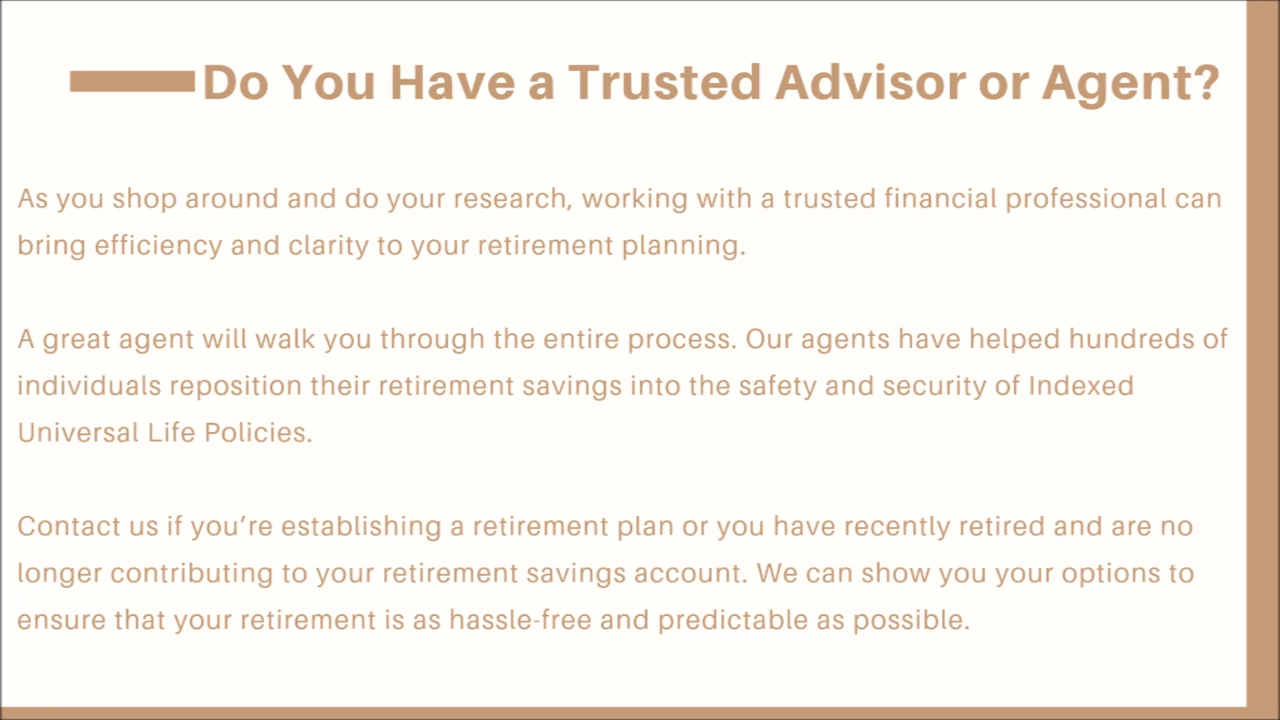 Do You Have a Trusted Advisor or Agent?
As you shop around and do your research, working with a trusted financial professional can
bring efficiency and clarity to your retirement planning.
A great agent will walk you through the entire process. Our agents have helped hundreds of
individuals reposition their retirement savings into the safety and security of Indexed
Universal Life Policies.
Contact us if you’re establishing a retirement plan or you have recently retired and are no
longer contributing to your retirement savings account. We can show you your options to
ensure that your retirement is as hassle-free and predictable as possible.